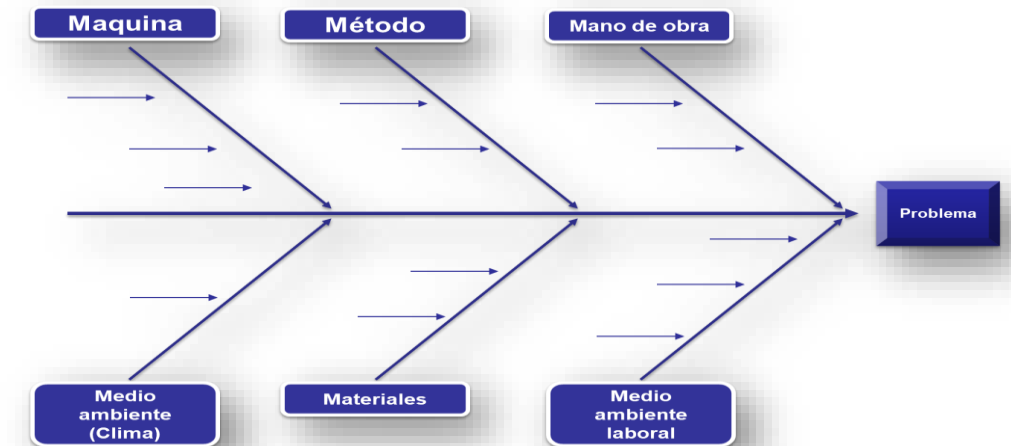 Maquina
Método
Mano de obra
Problema
Medio
ambiente
(Clima)
Materiales
Medio
ambiente
laboral